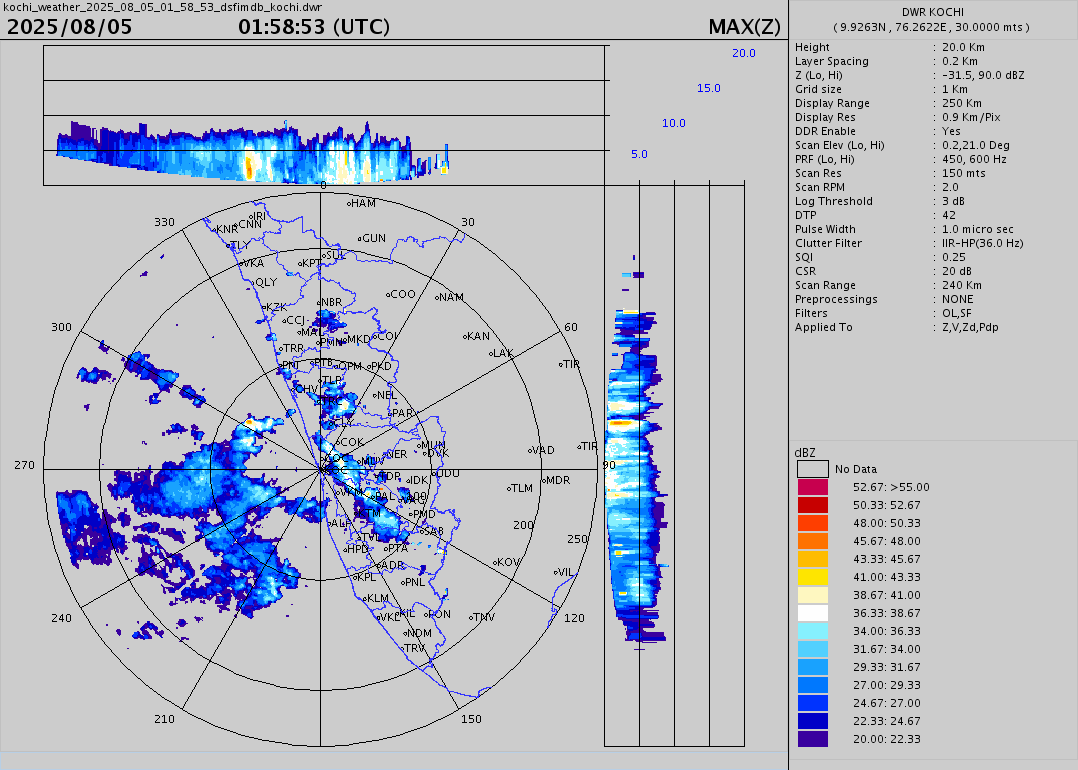 kochi_weather_2025_08_05_01_58_53_dsfimdb_kochi.dwr
2025/08/05 01:58:53 (UTC) MAX(Z)
20.0
15.0
10.0
5.0
0
30
60
90
120
150
210
240
270
300
330
100
200
250
HAM
IRI
CNN
KNR
TLY
GUN
SUL
VKA
KPT
QLY
COO
NAM
NBR
KZK
CCJ
MAL
PMN
MKD
COI
KAN
TRR
LAK
PNI
PTB
OPM
PKD
TIR
TLP
CHV
NEL
PAR
COK
MUN
DVK
NER
VAD
TIR
TDP
IDK
UDU
MDR
TLM
VKM
PAL
KTM
PMD
ALP
SAB
TVL
HPD
PTA
ADR
KOV
KPL
PNL
VIL
KLM
VKL
KIL
PON
TNV
NDM
TRV
DWR KOCHI
( 9.9263N , 76.2622E , 30.0000 mts )
Height : 20.0 Km
Layer Spacing : 0.2 Km
Z (Lo, Hi) : -31.5, 90.0 dBZ
Grid size : 1 Km
Display Range : 250 Km
Display Res : 0.9 Km/Pix
DDR Enable : Yes
Scan Elev (Lo, Hi) : 0.2,21.0 Deg
PRF (Lo, Hi) : 450, 600 Hz
Scan Res : 150 mts
Scan RPM : 2.0
Log Threshold : 3 dB
DTP : 42
Pulse Width : 1.0 micro sec
Clutter Filter : IIR-HP(36.0 Hz)
SQI : 0.25
CSR : 20 dB
Scan Range : 240 Km
Preprocessings : NONE
Filters : OL,SF
Applied To : Z,V,Zd,Pdp
dBZ
No Data
52.67: >55.00
50.33: 52.67
48.00: 50.33
45.67: 48.00
43.33: 45.67
41.00: 43.33
38.67: 41.00
36.33: 38.67
34.00: 36.33
31.67: 34.00
29.33: 31.67
27.00: 29.33
24.67: 27.00
22.33: 24.67
20.00: 22.33